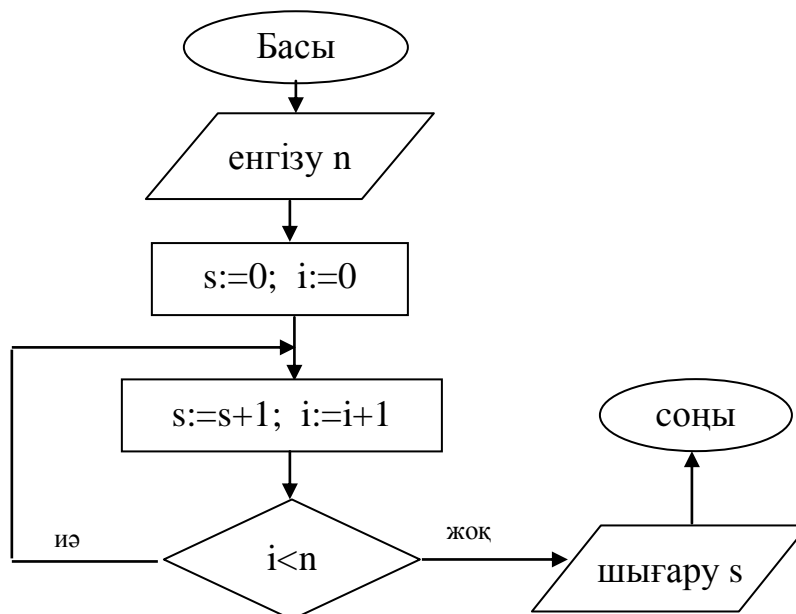 Басы
енгізу n
s:=0; i:=0
s:=s+1; i:=i+1
соңы
иә
i<n
жоқ
шығару s